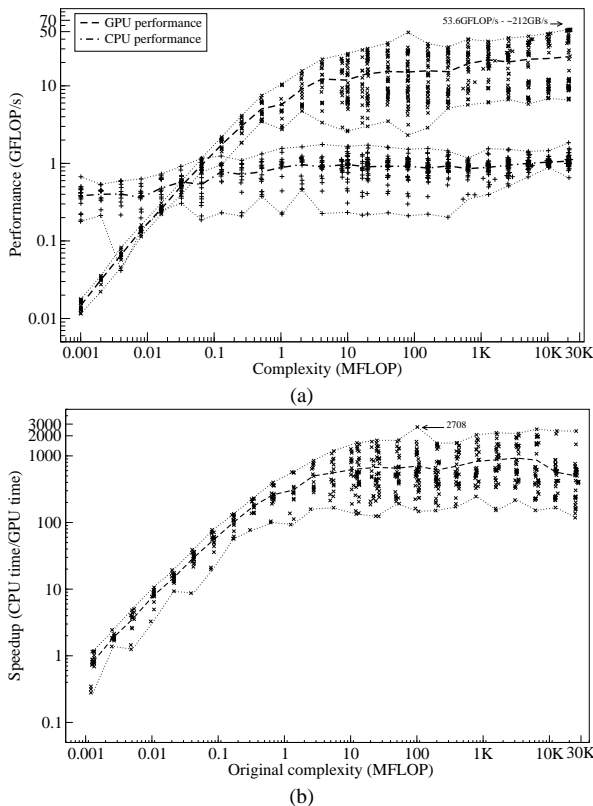 70
50
10
1
0.1
0.01
Performance (GFLOP/s)
GPU performance
CPU performance
53.6GFLOP/s - ~212GB/s
0.001
0.01
0.1
1
10
100
1K
10K
30K
Complexity (MFLOP)
(a)
3000
2000
1000
100
10
1
0.1
Speedup (CPU time/GPU time)
2708
0.001
0.01
0.1
1
10
100
1K
10K
30K
Original complexity (MFLOP)
(b)